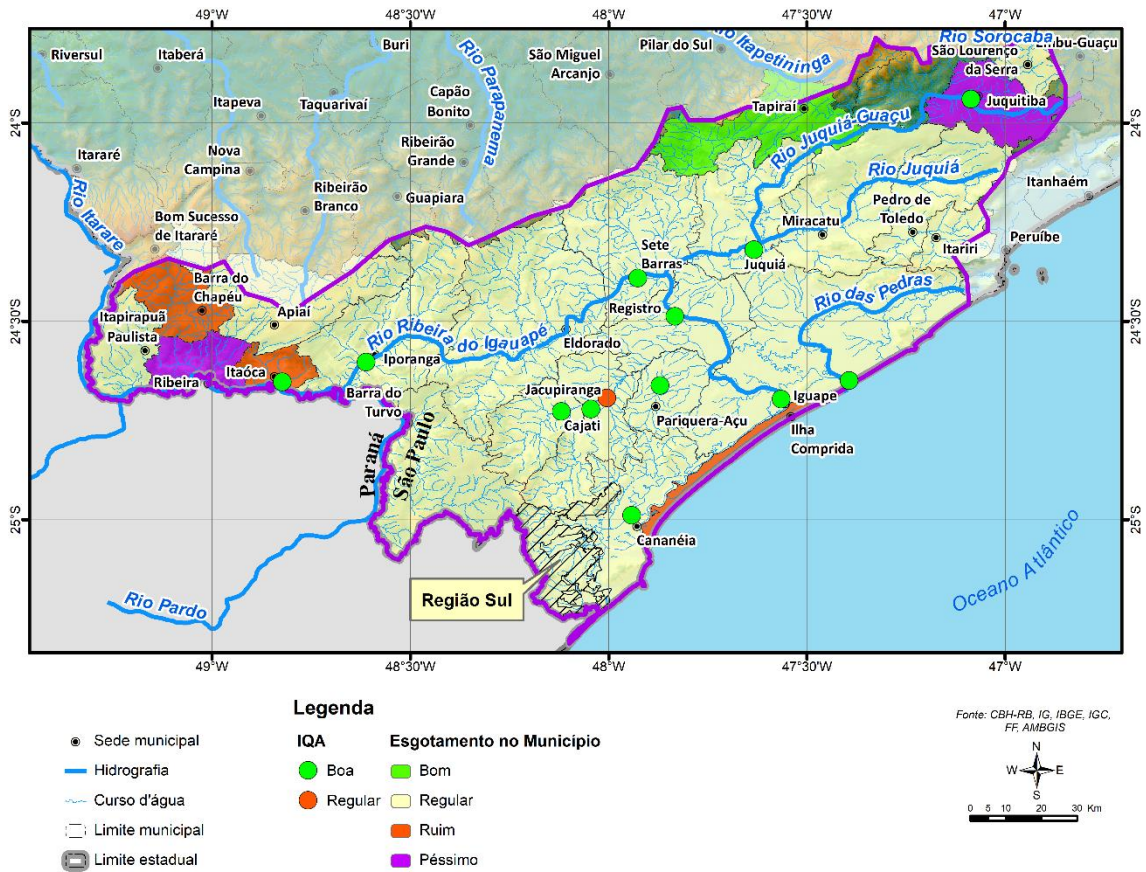 49°W
48°30'W
48°W
47°30'W
47°W
Riversul
Itaberá
Buri
São Miguel
Arcanjo
Pilar do Sul
Rio Itapetininga
Rio Sorocaba
Embu-Guaçu
São Lourenço
da Serra
Itapeva
Taquarivaí
Capão
Bonito
Rio Parapanema
Tapiraí
Juquitiba
24°S
24°S
Itararé
Nova
Campina
Ribeirão
Grande
Rio Juquiá-Guaçu
Rio Itarare
Ribeirão
Branco
Guapiara
Rio Juquiá
Itanhaém
Bom Sucesso
de Itararé
Miracatu
Pedro de
Toledo
Itariri
Peruíbe
Sete
Barras
Juquiá
Barra do
Chapéu
Rio das Pedras
Itapirapuã
Paulista
Apiaí
Registro
24°30'S
24°30'S
Rio Ribeira
do Igauapé
Eldorado
Iporanga
Ribeira
Itaóca
Barra do
Turvo
Jacupiranga
Cajati
Pariquera-Açu
Iguape
Ilha
Comprida
Paraná
São Paulo
25°S
25°S
Cananéia
Região Sul
Rio Pardo
Oceano Atlântico
49°W
48°30'W
48°W
47°30'W
47°W
Legenda
Sede municipal
Hidrografia
Curso d'água
Limite municipal
Limite estadual
IQA
Boa
Regular
Esgotamento no Município
Bom
Regular
Ruim
Péssimo
Fonte: CBH-RB, IG, IBGE, IGC,
FF, AMBGIS
N
W E
S
0 5 10 20 30 Km